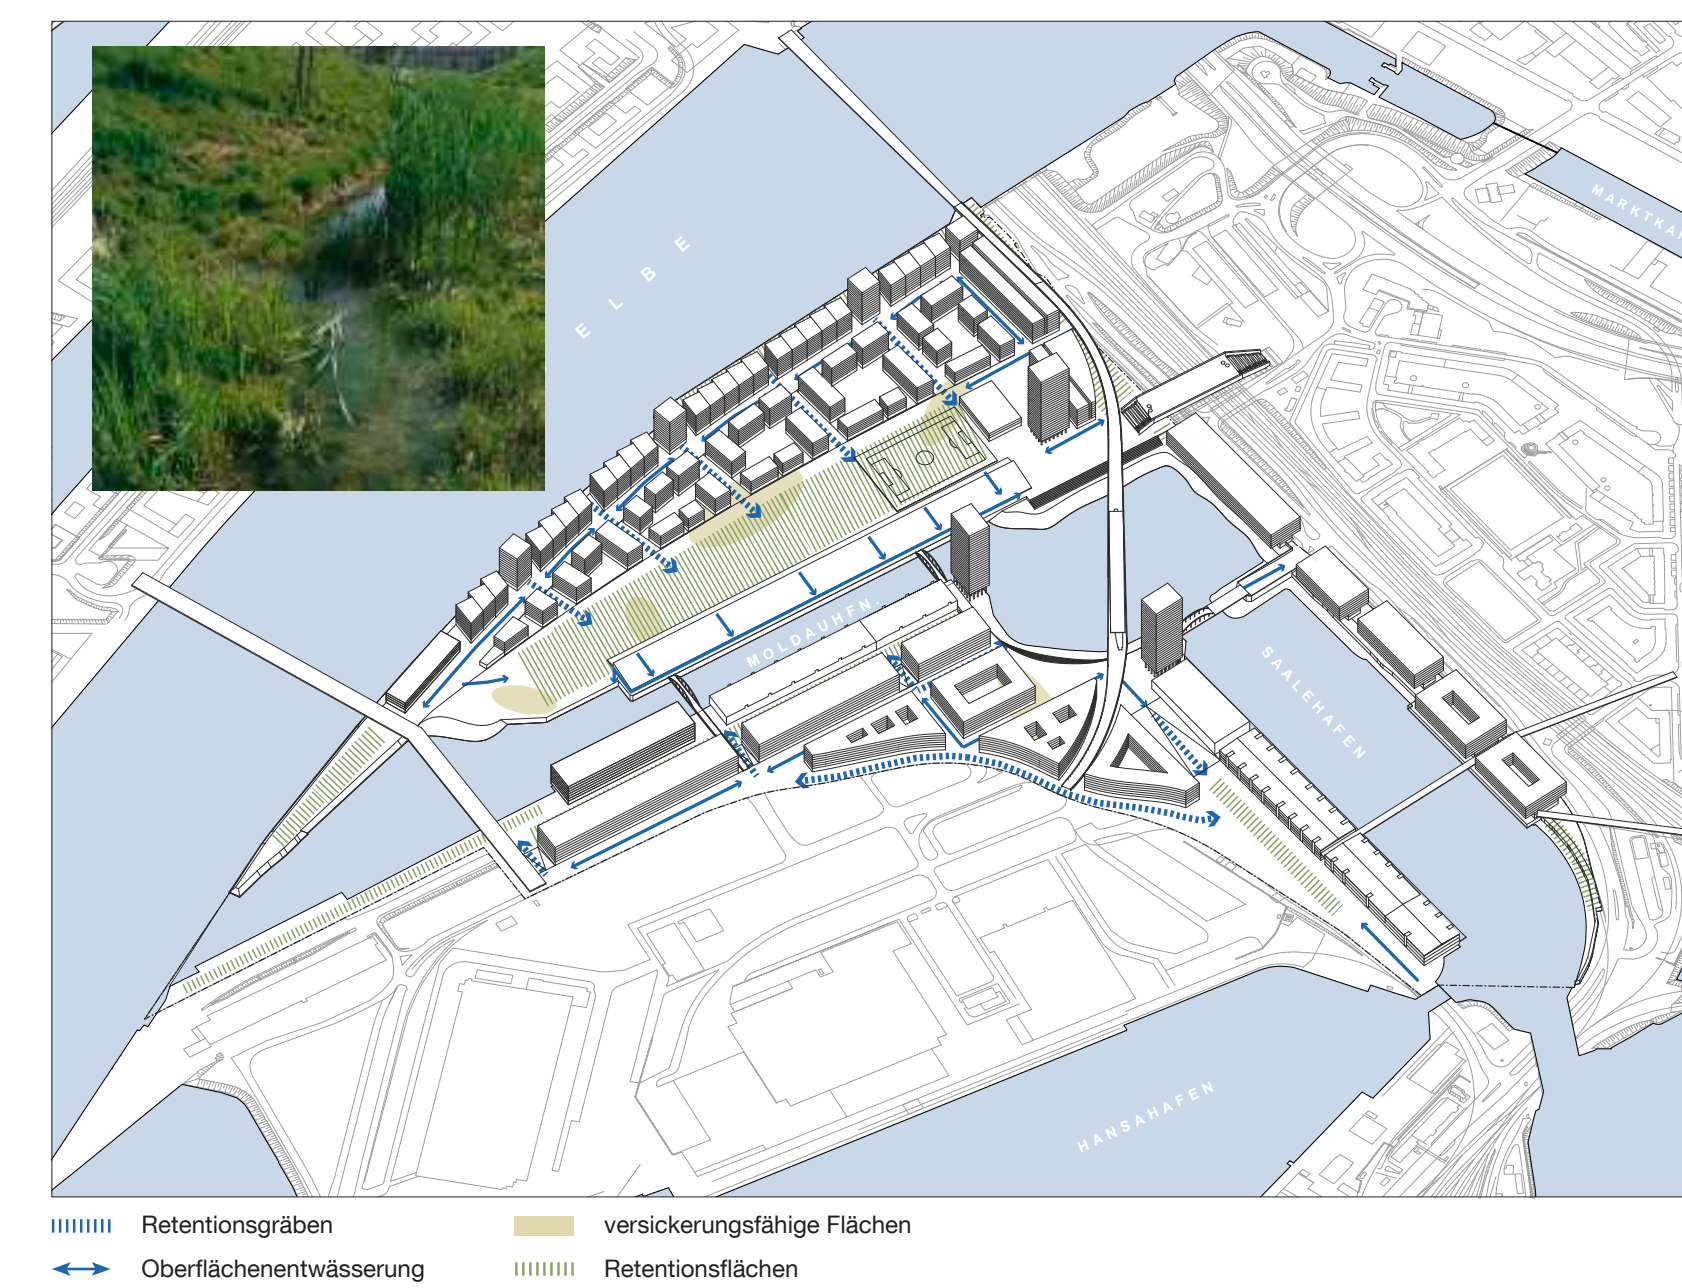 MARKTKA
ELBE
MOLDAUHFN.
SAALEHAFEN
HANSAHAFEN
Retentionsgräben
versickerungsfähige Flächen
Oberflächenentwässerung
Retentionsflächen